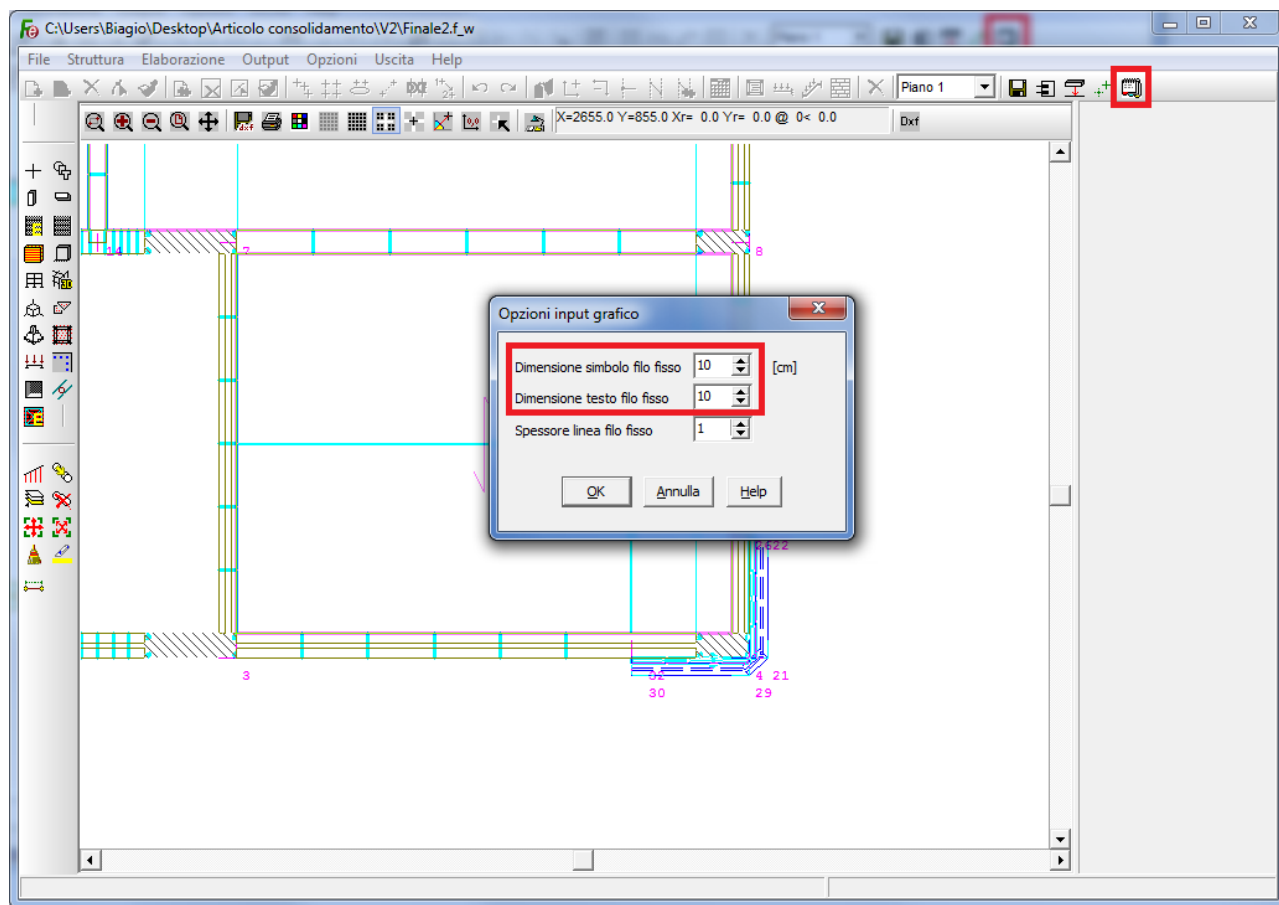 C:\Users\Biagio\Desktop\Articolo consolidamento\V2\Finale2.f_w
File Struttura Elaborazione Output Opzioni Uscita Help
Piano 1
X=2655.0 Y=855.0 Xr= 0.0 Yr= 0.0 @ 0< 0.0
Dxf
14
7
8
Opzioni input grafico
Dimensione simbolo filo fisso 10 [cm]
Dimensione testo filo fisso 10
Spessore linea filo fisso 1
OK Annulla Help
2622
3
32
4 21
30
29